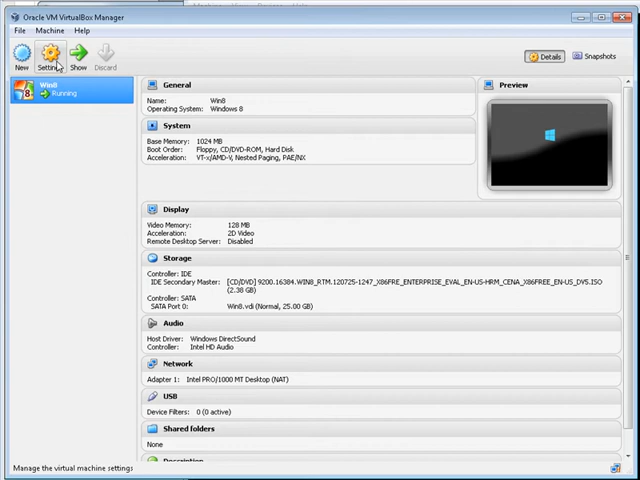 Oracle VM VirtualBox Manager
File Machine Help
New Settings Show Discard
Details Snapshots
Win8
Running
General
Name: Win8
Operating System: Windows 8
Preview
System
Base Memory: 1024 MB
Boot Order: Floppy, CD/DVD-ROM, Hard Disk
Acceleration: VT-x/AMD-V, Nested Paging, PAE/NX
Display
Video Memory: 128 MB
Acceleration: 2D Video
Remote Desktop Server: Disabled
Storage
Controller: IDE
IDE Secondary Master: [CD/DVD] 9200.16384.WIN8_RTM.120725-1247_X86FRE_ENTERPRISE_EVAL_EN-US-HRM_CENA_X86FREE_EN-US_DV5.ISO
(2.38 GB)
Controller: SATA
SATA Port 0: Win8.vdi (Normal, 25.00 GB)
Audio
Host Driver: Windows DirectSound
Controller: Intel HD Audio
Network
Adapter 1: Intel PRO/1000 MT Desktop (NAT)
USB
Device Filters: 0 (0 active)
Shared folders
None
Description
Manage the virtual machine settings